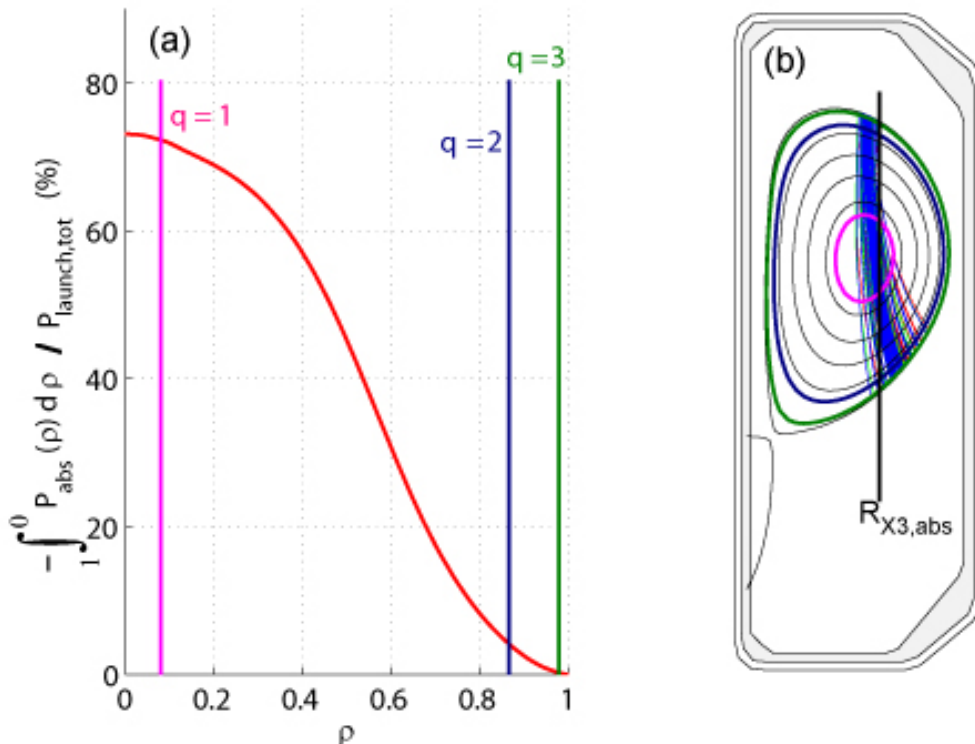 (a)
q = 3
q = 1
q = 2
80
60
40
20
0
− ∫₁⁰ P_abs (ρ) d ρ / P_launch,tot (%)
0 0.2 0.4 0.6 0.8 1
ρ
(b)
R_X3,abs